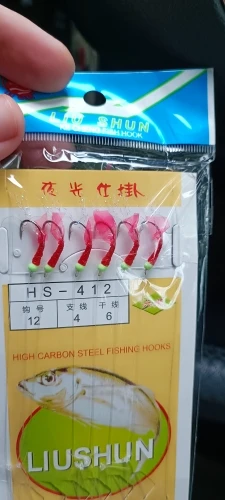 LIU SHUN
夜光仕掛
HS-412
钩号 支线 干线
12 4 6
HIGH CARBON STEEL FISHING HOOKS
LIUSHUN